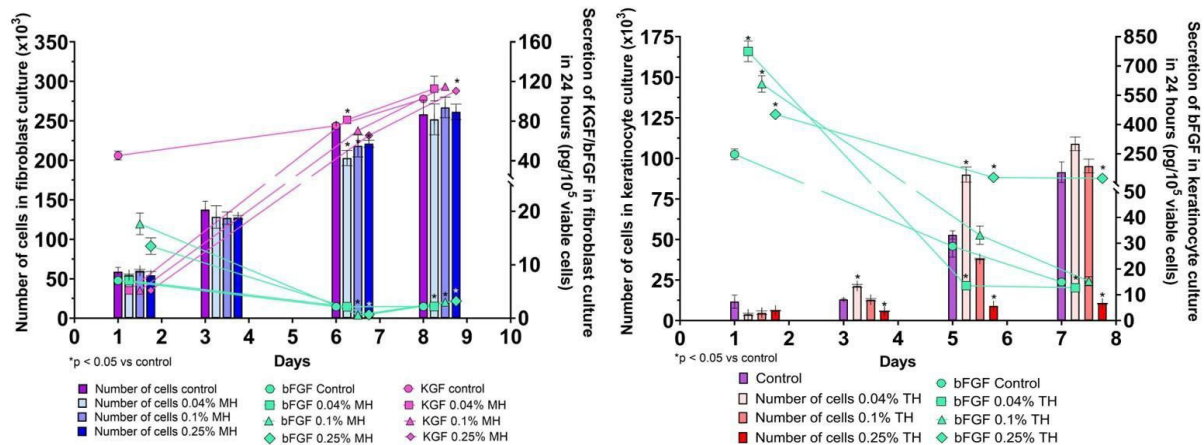 Number of cells in fibroblast culture (x10³)
350
300
250
200
150
100
50
0
160
120
80
40
20
10
0
Secretion of KGF/bFGF in fibroblast culture
in 24 hours (pg/10⁵ viable
cells)
0 1 2 3 4 5 6 7 8 9 10
*p < 0.05 vs control
Days
Number of cells control
Number of cells 0.04% MH
Number of cells 0.1% MH
Number of cells 0.25% MH
bFGF Control
bFGF 0.04% MH
bFGF 0.1% MH
bFGF 0.25% MH
KGF control
KGF 0.04% MH
KGF 0.1% MH
KGF 0.25% MH
Number of cells in keratinocyte culture (x10³)
175
150
125
100
75
50
25
0
850
750
650
550
450
350
250
50
40
30
20
10
0
Secretion of bFGF in keratinocyte culture
in 24 hours (pg/10⁵ viable
cells)
0 1 2 3 4 5 6 7 8
*p < 0.05 vs control
Days
Control
Number of cells 0.04% TH
Number of cells 0.1% TH
Number of cells 0.25% TH
bFGF Control
bFGF 0.04% TH
bFGF 0.1% TH
bFGF 0.25% TH